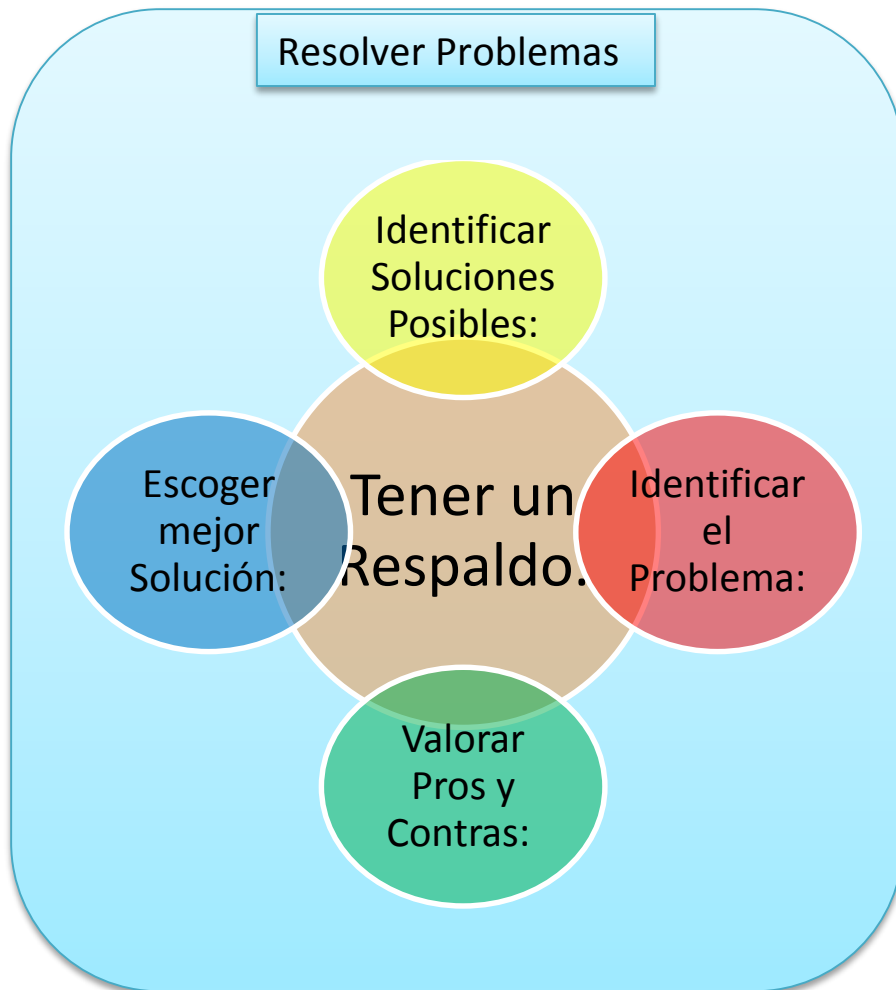 Resolver Problemas
Identificar
Soluciones
Posibles:
Escoger
mejor
Solución:
Tener un
Respaldo.
Identificar
el
Problema:
Valorar
Pros y
Contras: